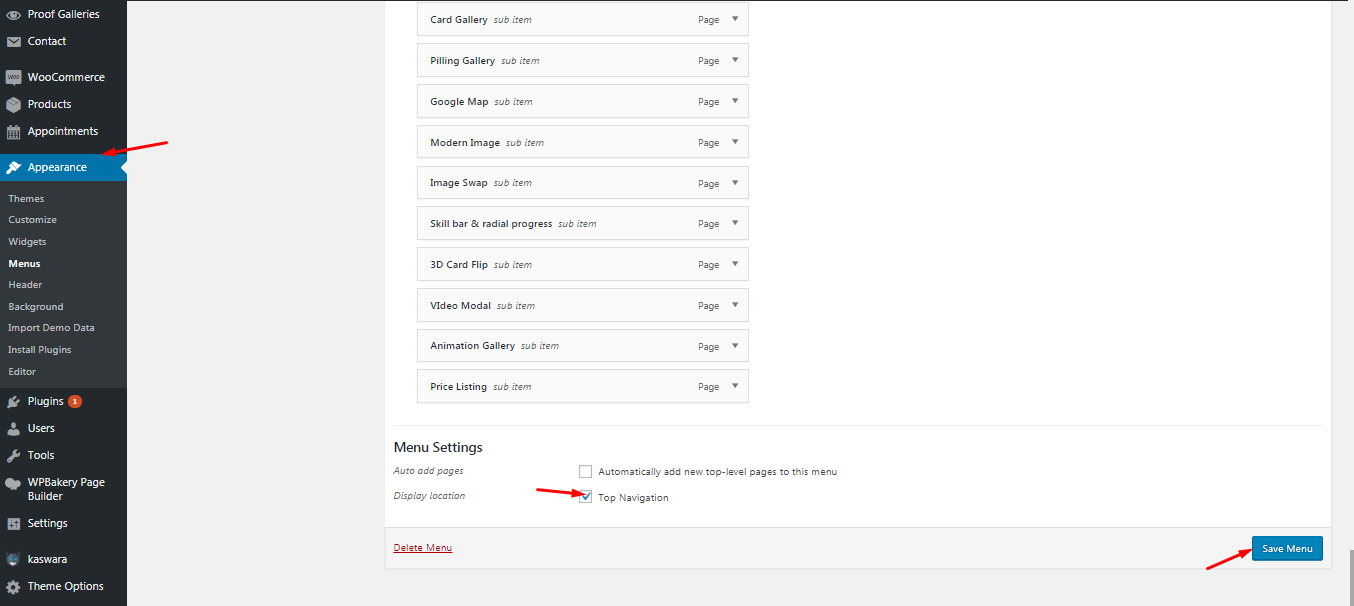 Proof Galleries
Contact
WOO
WooCommerce
Products
Appointments
Appearance
Themes
Customize
Widgets
Menus
Header
Background
Import Demo Data
Install Plugins
Editor
Plugins 1
Users
Tools
WPBakery Page
Builder
Settings
kaswara
Theme Options
Card Gallery sub item Page
Pilling Gallery sub item Page
Google Map sub item Page
Modern Image sub item Page
Image Swap sub item Page
Skill bar & radial progress sub item Page
3D Card Flip sub item Page
VIdeo Modal sub item Page
Animation Gallery sub item Page
Price Listing sub item Page
Menu Settings
Auto add pages Automatically add new top-level pages to this menu
Display location Top Navigation
Delete Menu Save Menu